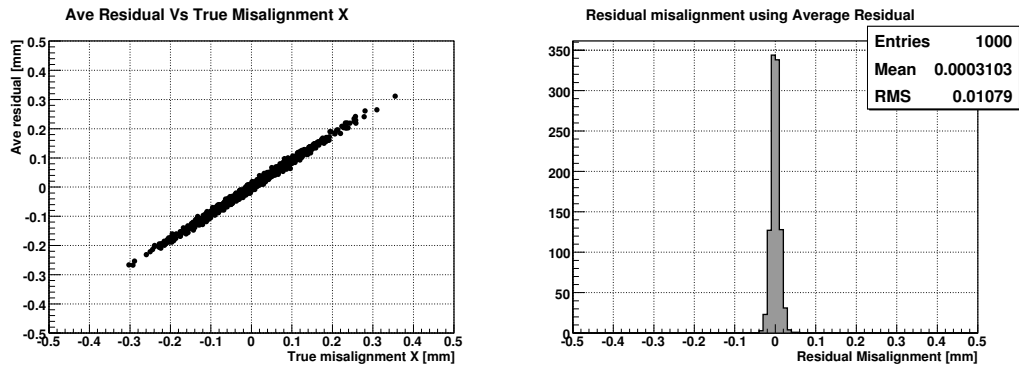 Ave Residual Vs True Misalignment X
Ave residual [mm]
0.5
0.4
0.3
0.2
0.1
0
-0.1
-0.2
-0.3
-0.4
-0.5
-0.5 -0.4 -0.3 -0.2 -0.1 0 0.1 0.2 0.3 0.4 0.5
True misalignment X [mm]
Residual misalignment using Average Residual
Entries 1000
Mean 0.0003103
RMS 0.01079
350
300
250
200
150
100
50
0
-0.5 -0.4 -0.3 -0.2 -0.1 0 0.1 0.2 0.3 0.4 0.5
Residual Misalignment [mm]